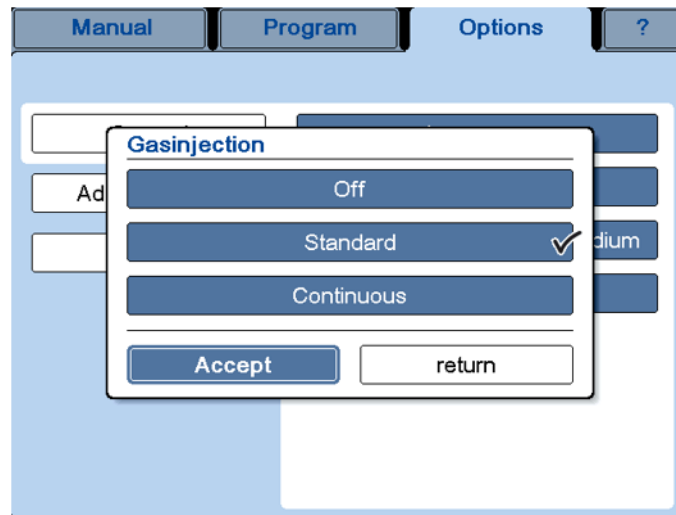 Manual Program Options ?
Gasinjection
Off
Ad
Standard
dium
Continuous
Accept
return